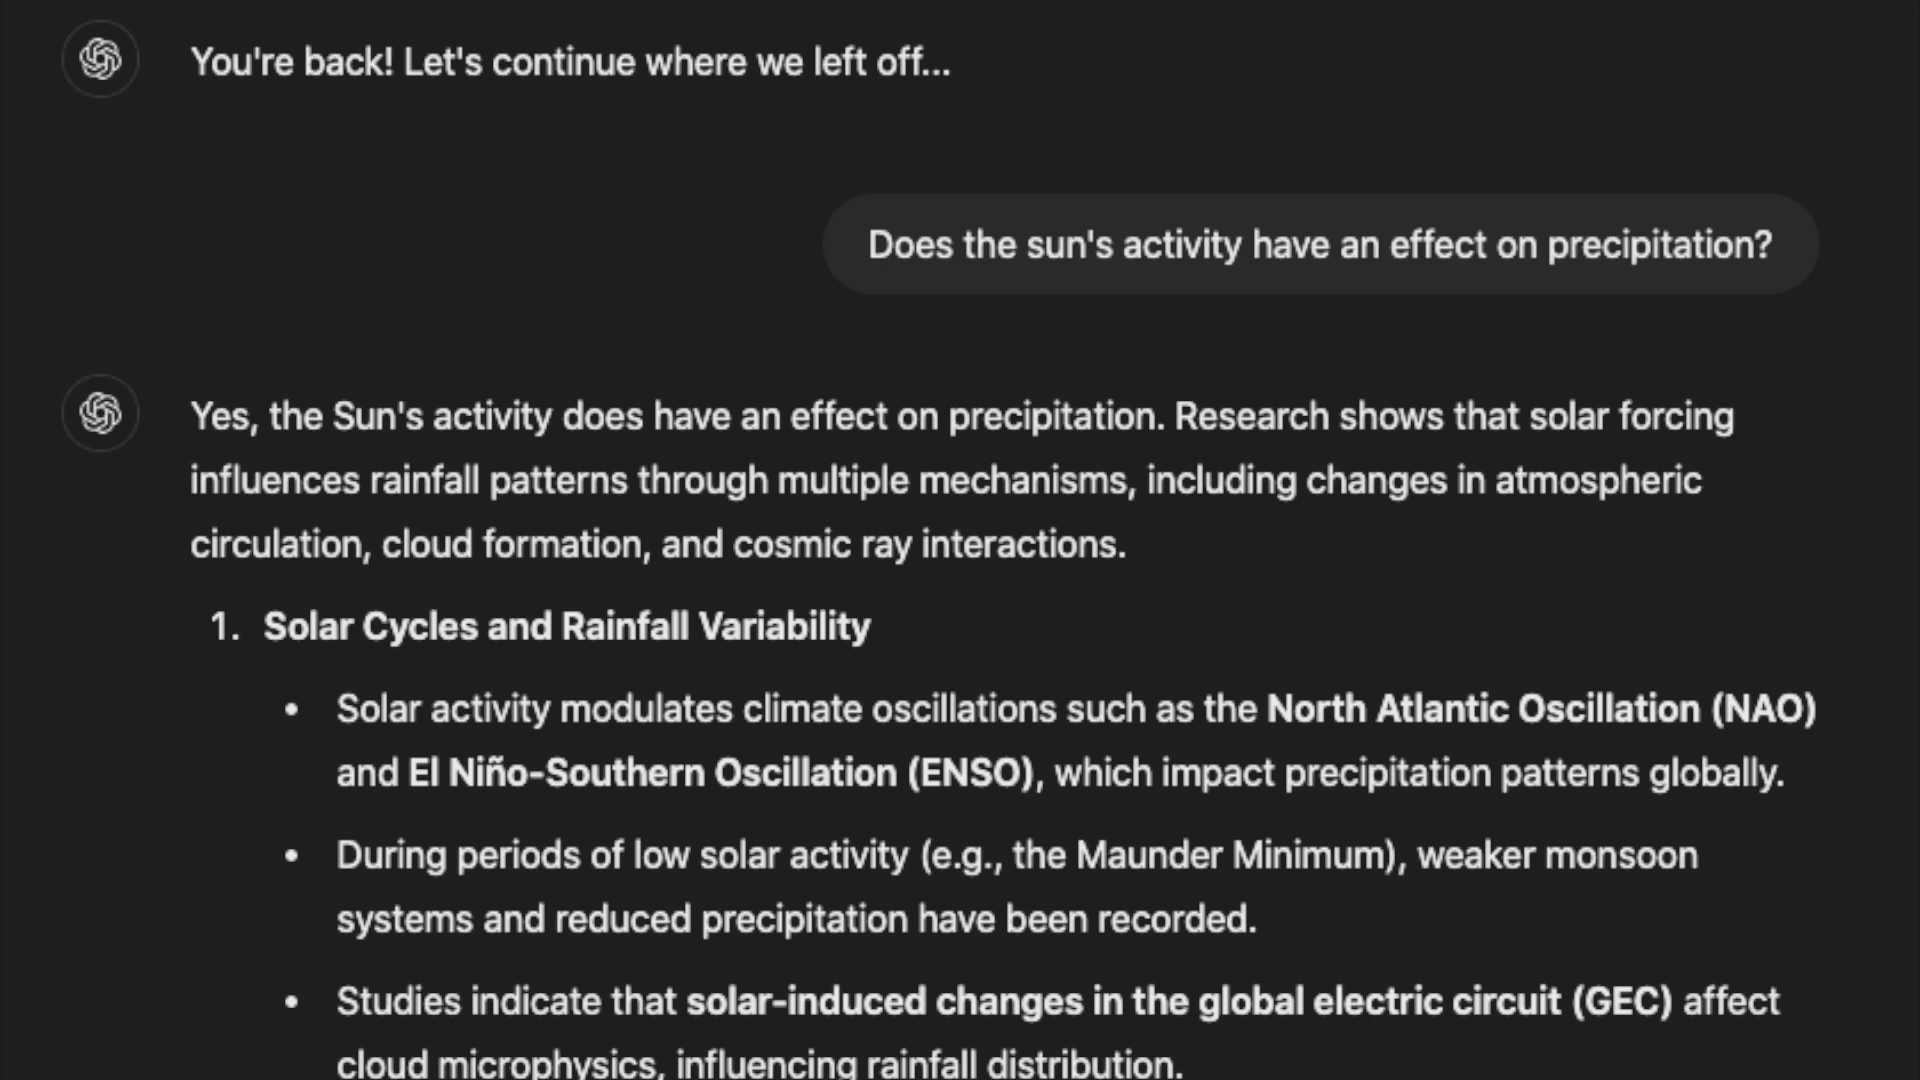 You're back! Let's continue where we left off...
Does the sun's activity have an effect on precipitation?
Yes, the Sun's activity does have an effect on precipitation. Research shows that solar forcing
influences rainfall patterns through multiple mechanisms, including changes in atmospheric
circulation, cloud formation, and cosmic ray interactions.
1. Solar Cycles and Rainfall Variability
• Solar activity modulates climate oscillations such as the North Atlantic Oscillation (NAO)
and El Niño-Southern Oscillation (ENSO), which impact precipitation patterns globally.
• During periods of low solar activity (e.g., the Maunder Minimum), weaker monsoon
systems and reduced precipitation have been recorded.
• Studies indicate that solar-induced changes in the global electric circuit (GEC) affect
cloud microphysics, influencing rainfall distribution.